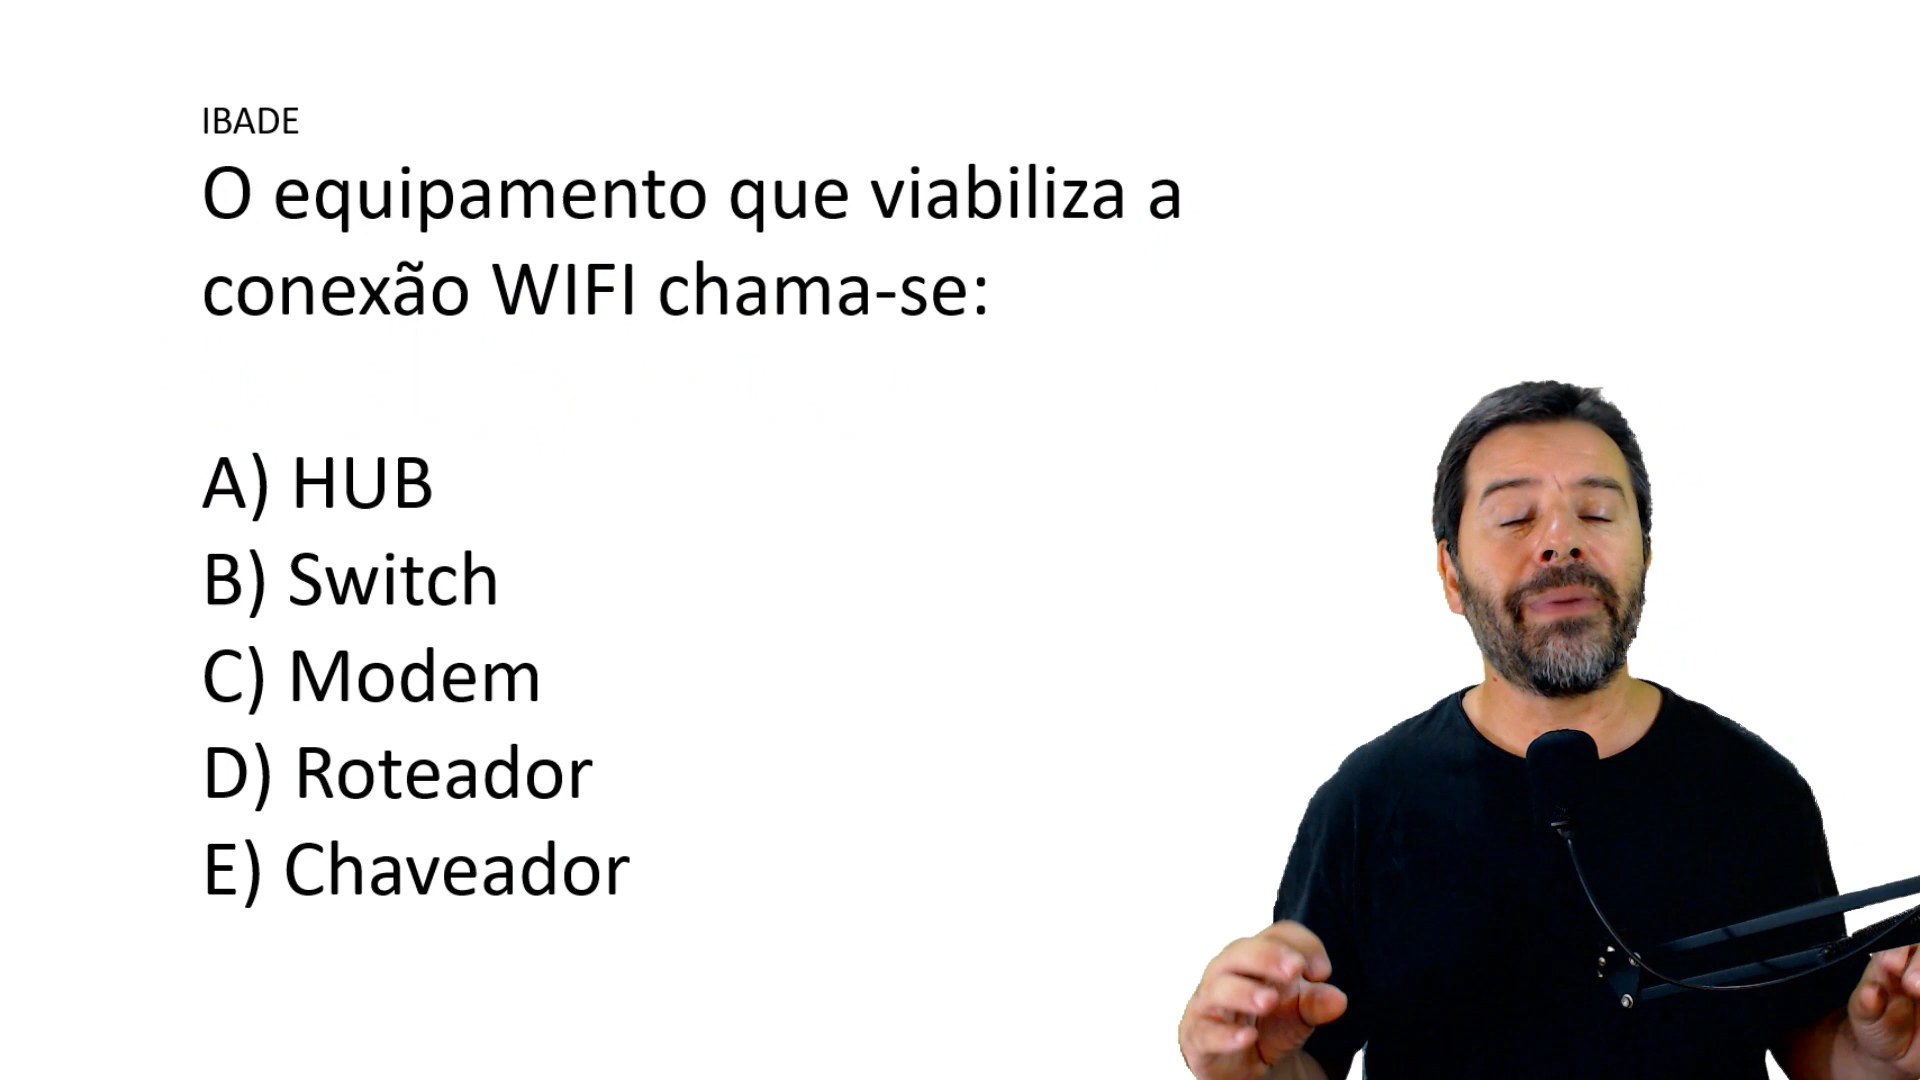 IBADE
O equipamento que viabiliza a
conexão WIFI chama-se:
A) HUB
B) Switch
C) Modem
D) Roteador
E) Chaveador